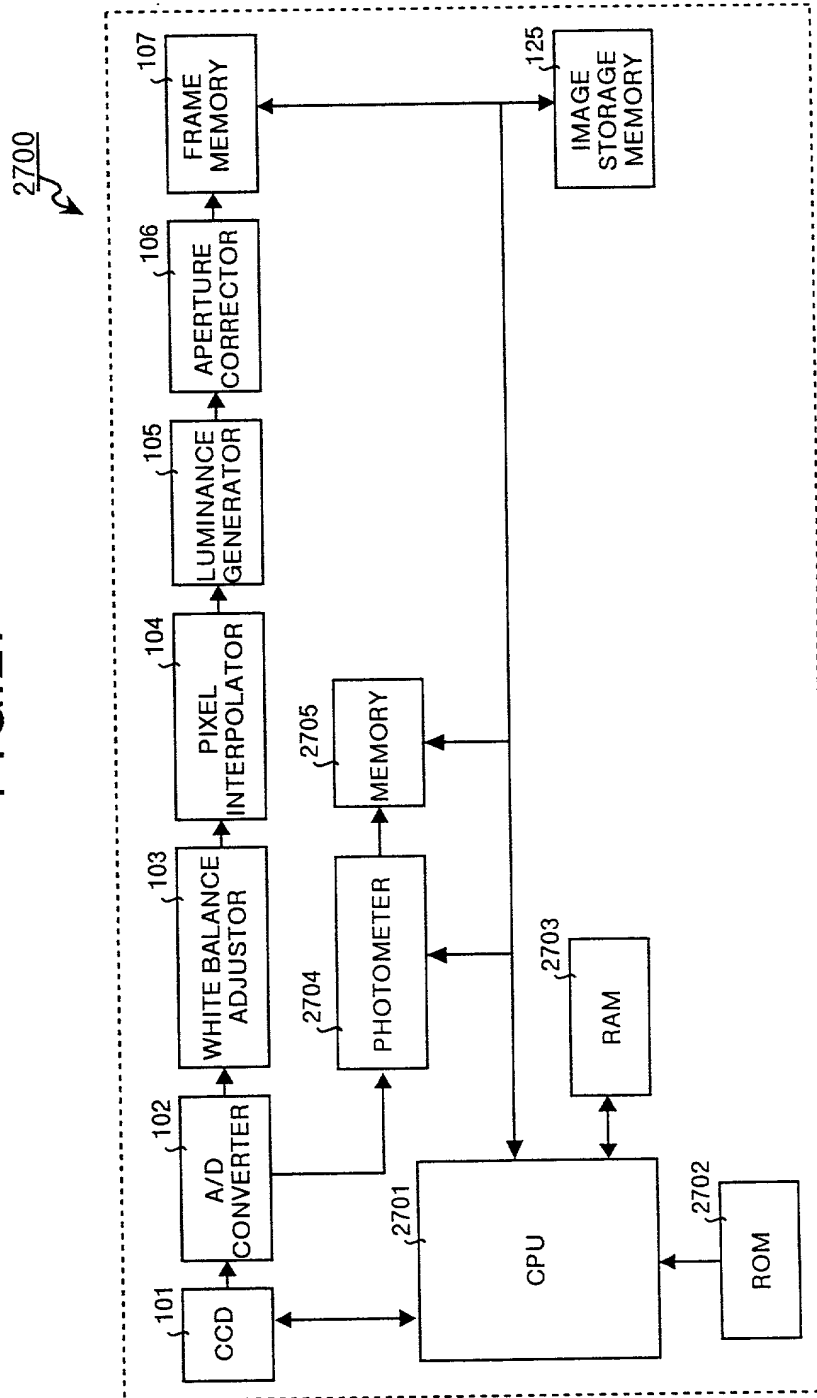 2700
101
CCD
102
A/D
CONVERTER
103
WHITE BALANCE
ADJUSTOR
104
PIXEL
INTERPOLATOR
105
LUMINANCE
GENERATOR
106
APERTURE
CORRECTOR
107
FRAME
MEMORY
2704
PHOTOMETER
2705
MEMORY
2701
CPU
2703
RAM
2702
ROM
125
IMAGE
STORAGE
MEMORY